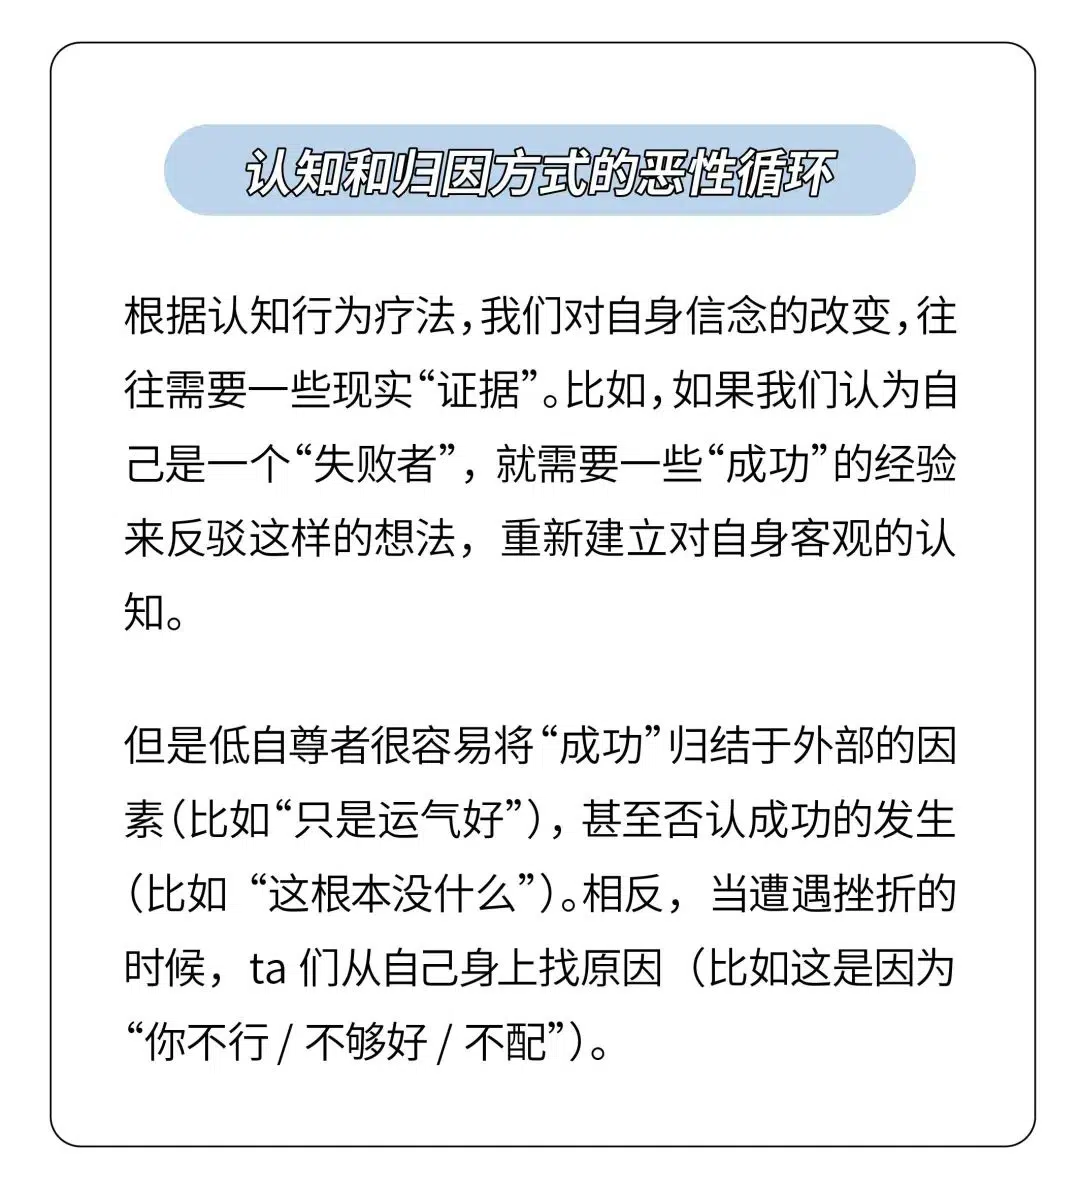 认知和归因方式的恶性循环
根据认知行为疗法，我们对自身信念的改变，往
往需要一些现实“证据”。比如，如果我们认为自
己是一个“失败者”，就需要一些“成功”的经验
来反驳这样的想法，重新建立对自身客观的认
知。
但是低自尊者很容易将“成功”归结于外部的因
素（比如“只是运气好”），甚至否认成功的发生
（比如 “这根本没什么”）。相反，当遭遇挫折的
时候，ta 们从自己身上找原因（比如这是因为
“你不行 / 不够好 / 不配”）。